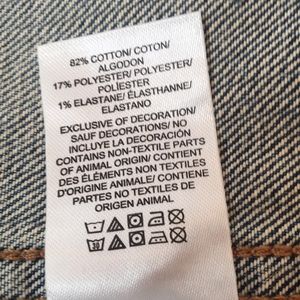 82% COTTON/ COTON/
ALGODON
17% POLYESTER/ POLYESTER/
POLIESTER
1% ELASTANE/ ÉLASTHANNE/
ELASTANO
EXCLUSIVE OF DECORATION/
SAUF DECORATIONS/ NO
INCLUYE LA DECORACIÓN
CONTAINS NON-TEXTILE PARTS
OF ANIMAL ORIGIN/ CONTIENT
DES ÉLÉMENTS NON TEXTILES
D'ORIGINE ANIMALE/ CONTIENE
PARTES NO TEXTILES DE
ORIGEN ANIMAL